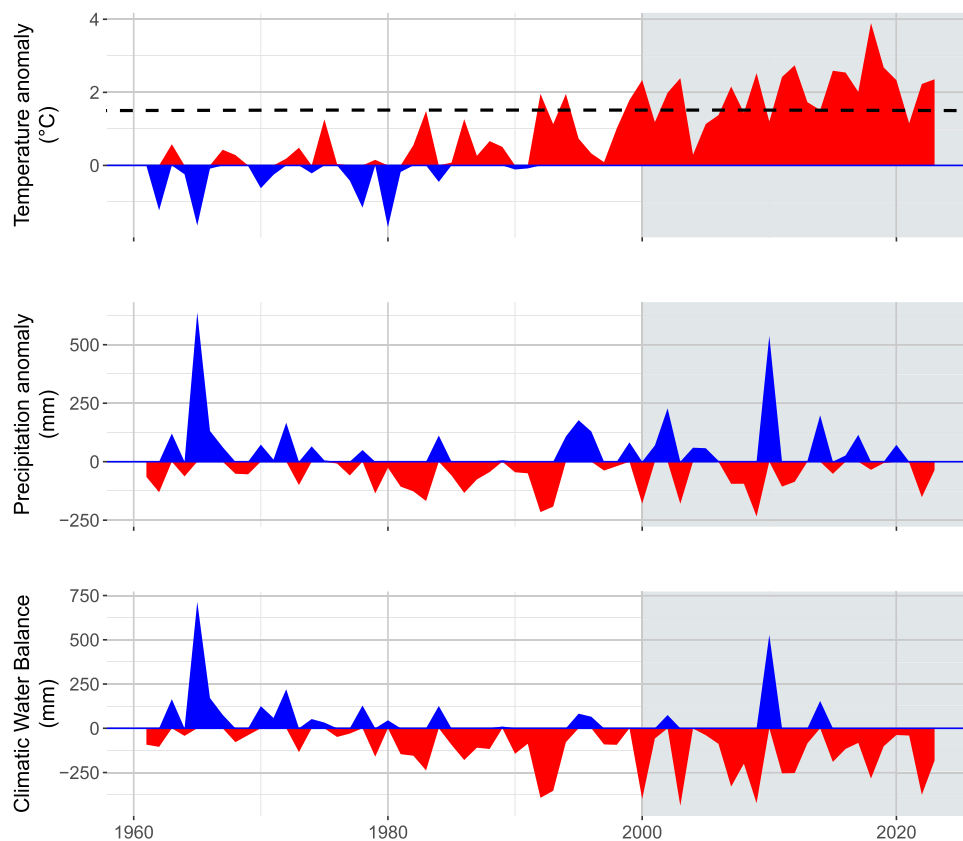 Temperature anomaly
(°C)
4
2
0
Precipitation anomaly
(mm)
500
250
0
−250
Climatic Water Balance
(mm)
750
500
250
0
−250
1960 1980 2000 2020